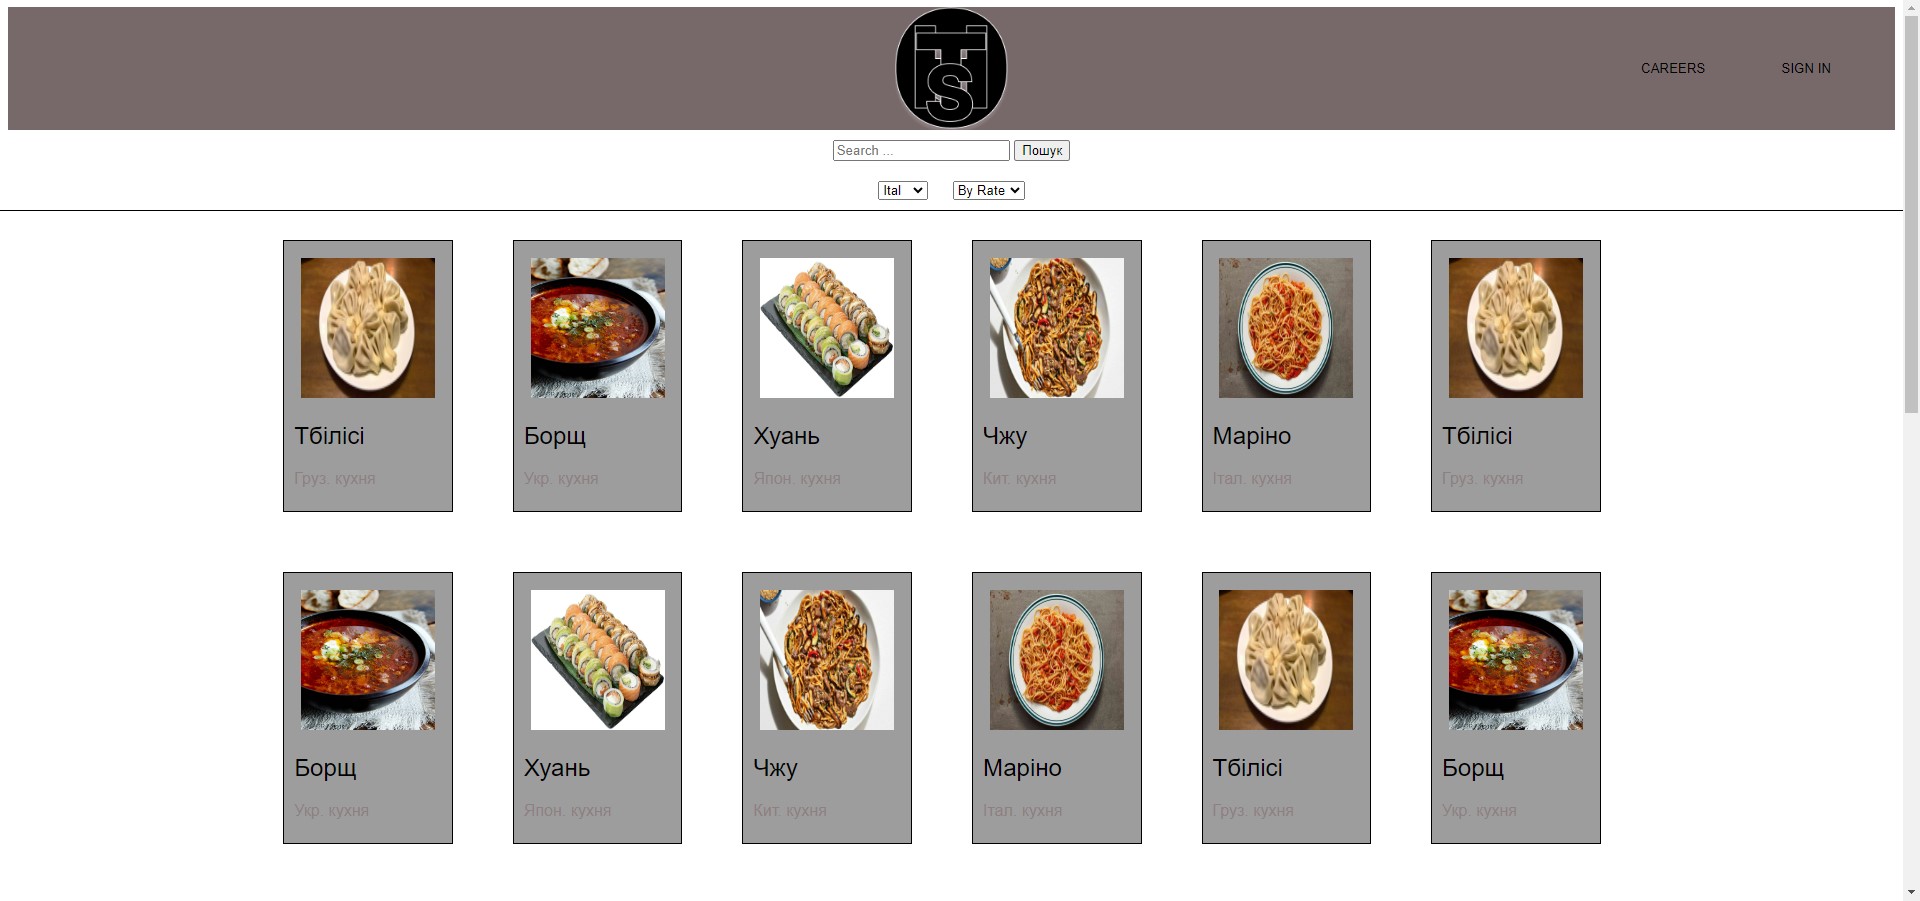 CAREERS SIGN IN
Search ... Пошук
Ital By Rate
Тбілісі Борщ Хуань Чжу Маріно Тбілісі
Груз. кухня Укр. кухня Япон. кухня Кит. кухня Італ. кухня Груз. кухня
Борщ Хуань Чжу Маріно Тбілісі Борщ
Укр. кухня Япон. кухня Кит. кухня Італ. кухня Груз. кухня Укр. кухня